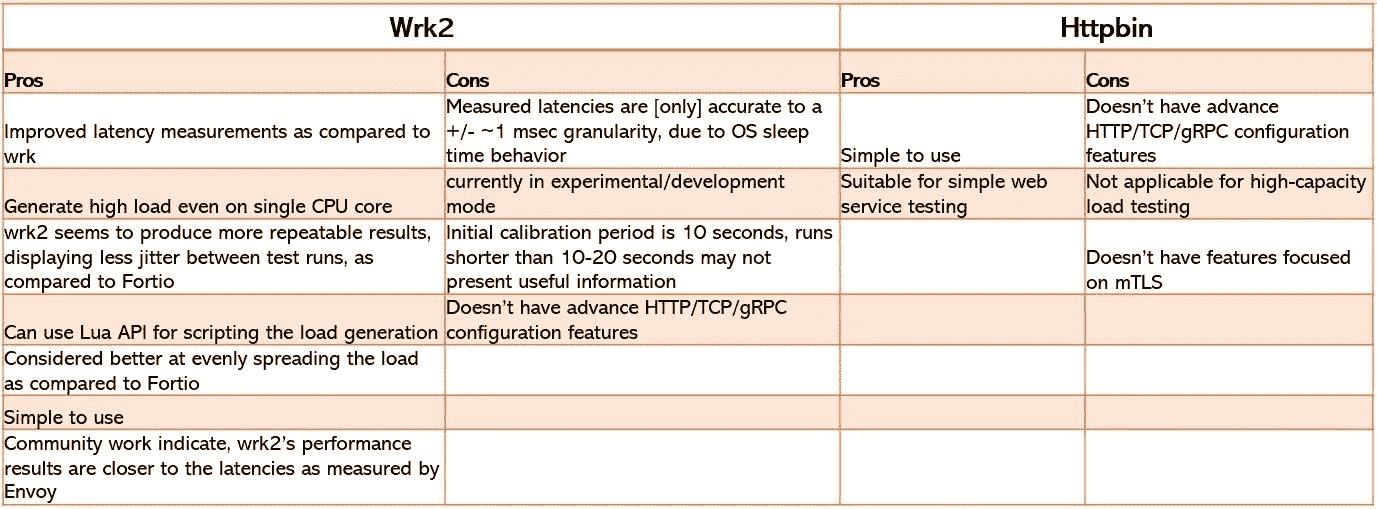 Wrk2
Httpbin
Pros
Cons
Pros
Cons
Improved latency measurements as compared to
wrk
Measured latencies are [only] accurate to a
+/- ~1 msec granularity, due to OS sleep
time behavior
Simple to use
Doesn't have advance
HTTP/TCP/gRPC configuration
features
Generate high load even on single CPU core
currently in experimental/development
mode
Suitable for simple web
service testing
Not applicable for high-capacity
load testing
wrk2 seems to produce more repeatable results,
displaying less jitter between test runs, as
compared to Fortio
Initial calibration period is 10 seconds, runs
shorter than 10-20 seconds may not
present useful information
Doesn't have features focused
on mTLS
Can use Lua API for scripting the load generation
Doesn't have advance HTTP/TCP/gRPC
configuration features
Considered better at evenly spreading the load
as compared to Fortio
Simple to use
Community work indicate, wrk2's performance
results are closer to the latencies as measured by
Envoy